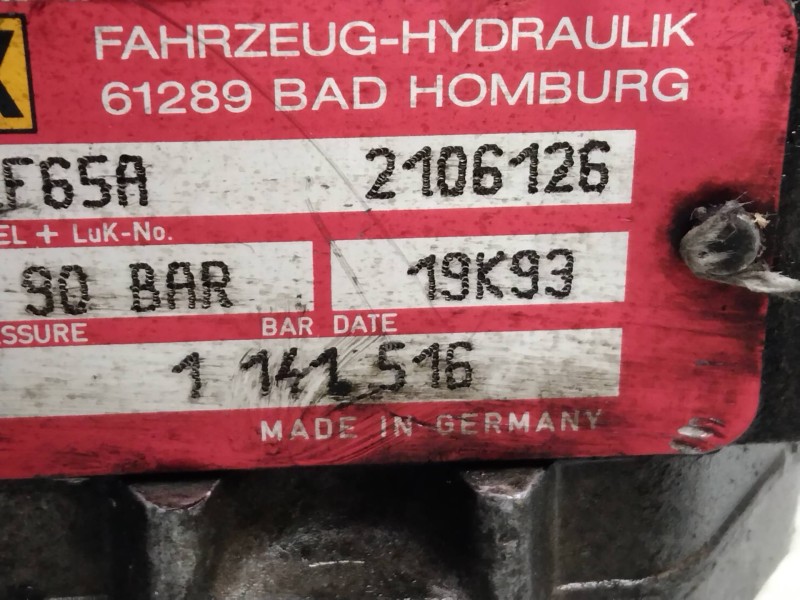 FAHRZEUG-HYDRAULIK
61289 BAD HOMBURG
F65A 2106126
EL + LuK-No.
90 BAR 19K93
SSURE BAR DATE
1 141 516
MADE IN GERMANY